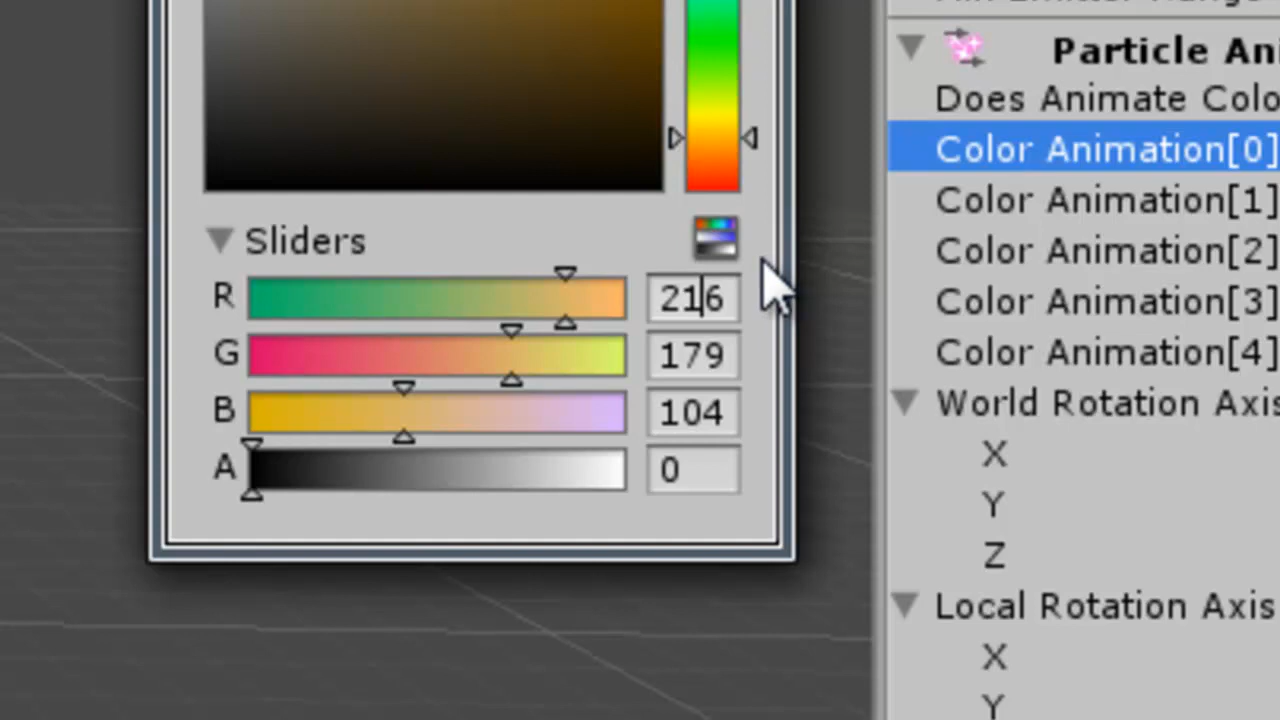 Particle Ani
Does Animate Colo
Color Animation[0]
Color Animation[1]
Color Animation[2]
Color Animation[3]
Color Animation[4]
World Rotation Axis
X
Y
Z
Local Rotation Axis
X
Y
Sliders
R 216
G 179
B 104
A 0